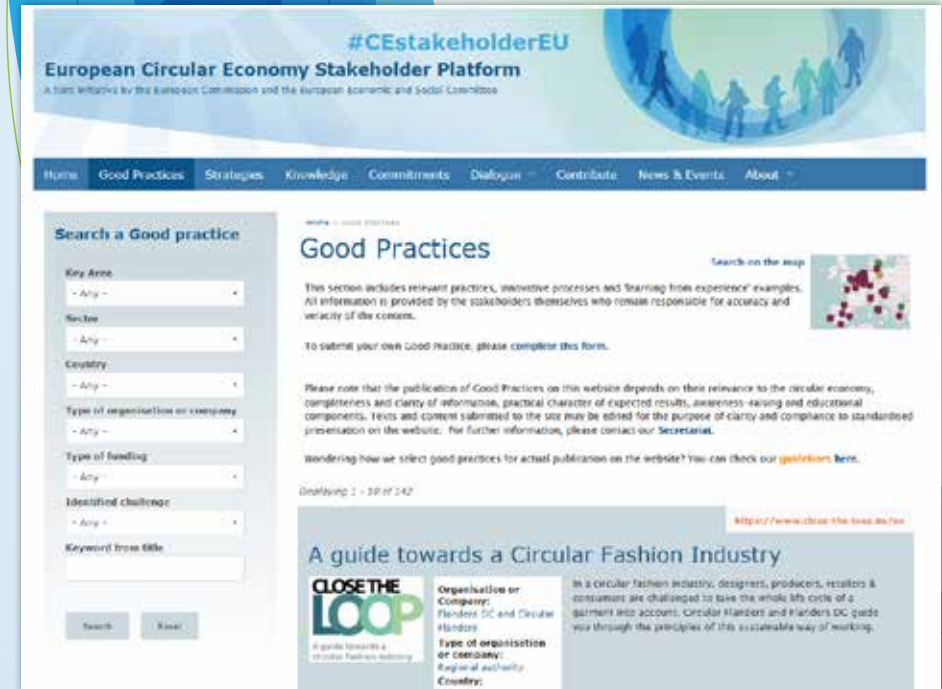 #CEstakeholderEU
European Circular Economy Stakeholder Platform
A joint initiative by the European Commission and the European Economic and Social Committee
Home Good Practices Strategies Knowledge Commitments Dialogue Contribute News & Events About
Search a Good practice
Key Area
- Any -
Sector
- Any -
Country
- Any -
Type of organisation or company
- Any -
Type of funding
- Any -
Identified challenge
- Any -
Keyword from title
Search Reset
Home » Good Practices
Good Practices
Search on the map
This section includes relevant practices, innovative processes and 'learning from experience' examples.
All information is provided by the stakeholders themselves who remain responsible for accuracy and
veracity of the content.
To submit your own Good Practice, please complete this form.
Please note that the publication of Good Practices on this website depends on their relevance to the circular economy,
completeness and clarity of information, practical character of expected results, awareness-raising and educational
components. Texts and content submitted to the site may be edited for the purpose of clarity and compliance to standardised
presentation on the website. For further information, please contact our Secretariat.
Wondering how we select good practices for actual publication on the website? You can check our guidelines here.
Displaying 1 - 10 of 142
A guide towards a Circular Fashion Industry
CLOSE THE
LOOP
A guide towards a
circular fashion industry
Organisation or
Company:
Flanders DC and Circular
Flanders
Type of organisation
or company:
Regional authority
Country:
In a circular fashion industry, designers, producers, retailers &
consumers are challenged to take the whole life cycle of a
garment into account. Circular Flanders and Flanders DC guide
you through the principles of this sustainable way of working.